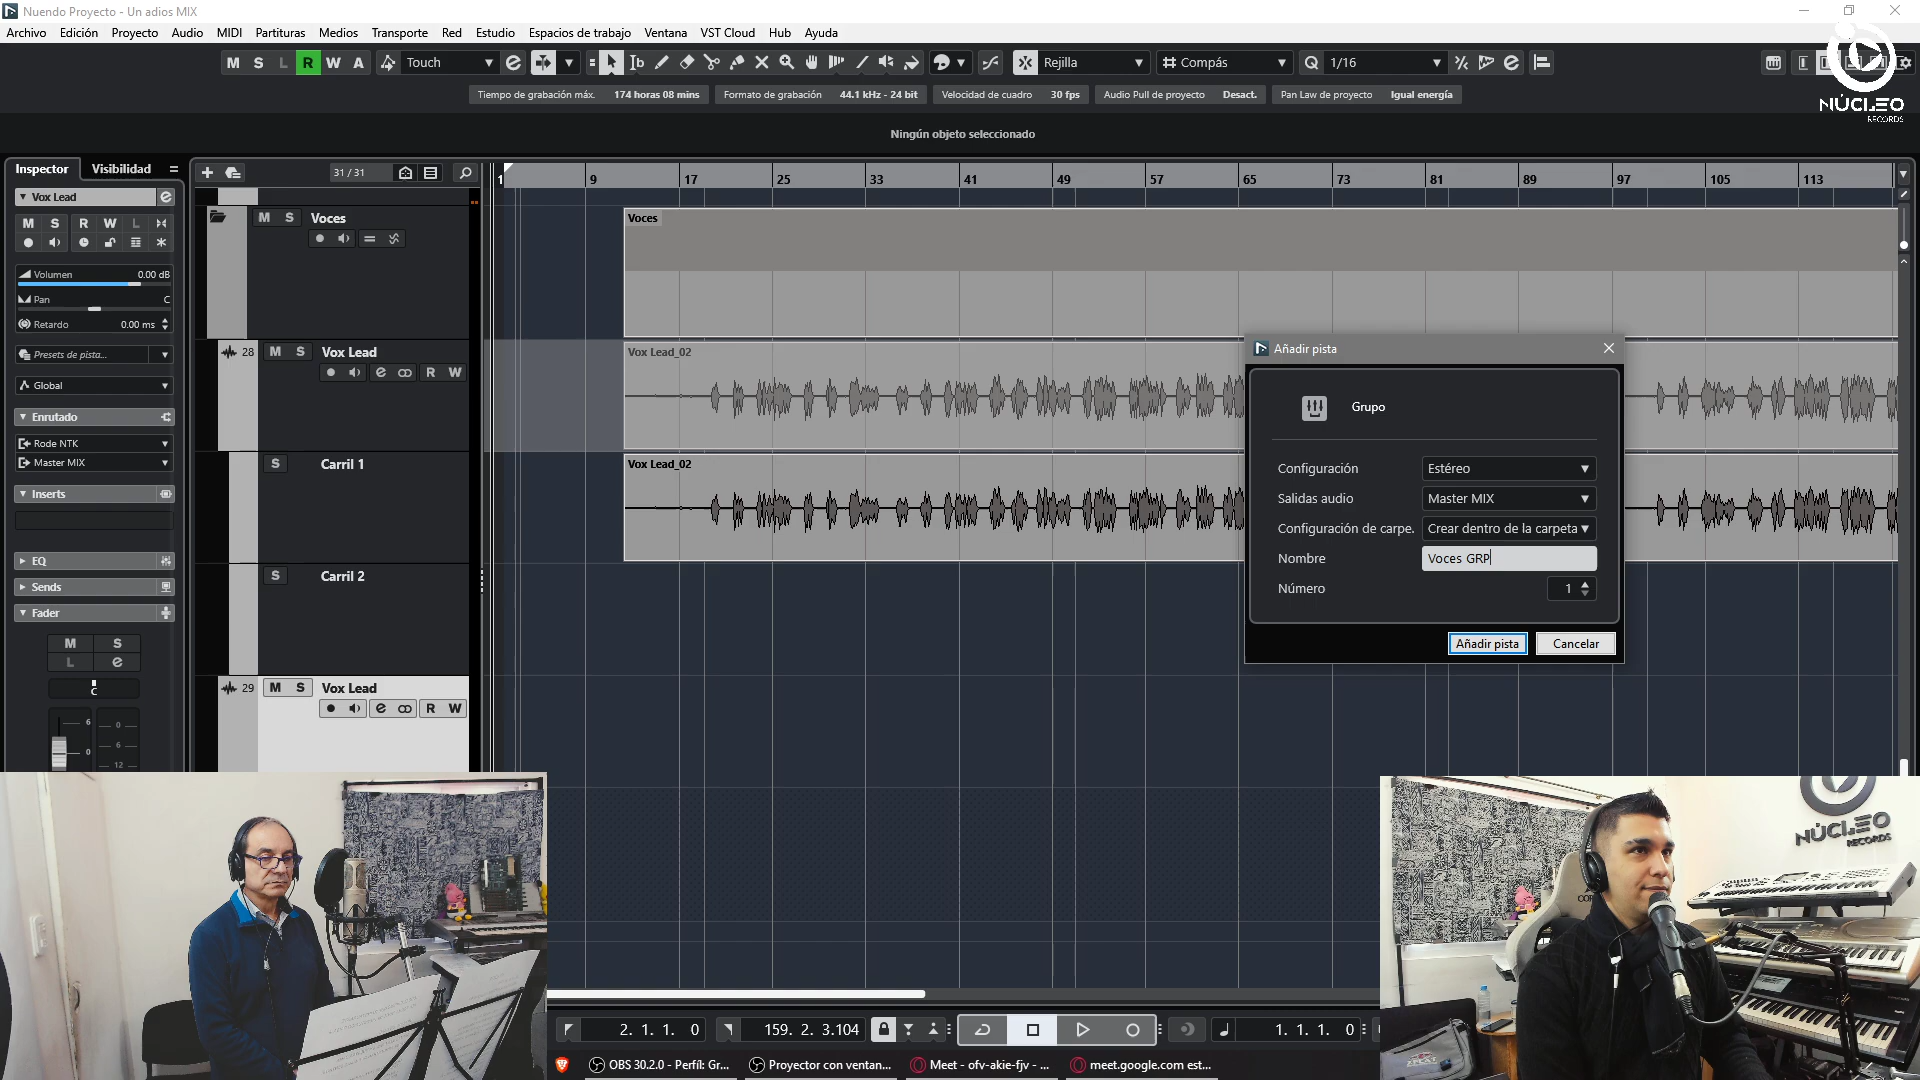 Nuendo Proyecto - Un adios MIX
Archivo Edición Proyecto Audio MIDI Partituras Medios Transporte Red Estudio Espacios de trabajo Ventana VST Cloud Hub Ayuda
M S L R W A Touch Rejilla Compás Q 1/16
NÚCLEO
RECORDS
Tiempo de grabación máx. 174 horas 08 mins Formato de grabación 44.1 kHz - 24 bit Velocidad de cuadro 30 fps Audio Pull de proyecto Desact. Pan Law de proyecto Igual energía
Ningún objeto seleccionado
Inspector Visibilidad
31 / 31
1 9 17 25 33 41 49 57 65 73 81 89 97 105 113
Vox Lead
M S R W L
Volumen 0.00 dB
Pan C
Retardo 0.00 ms
Presets de pista...
Global
Enrutado
Rode NTK
Master MIX
Inserts
EQ
Sends
Fader
M S
L e
C
6 0
0 6
12
M S Voces
28 M S Vox Lead
R W
S Carril 1
S Carril 2
29 M S Vox Lead
R W
Voces
Vox Lead_02
Vox Lead_02
Añadir pista
Grupo
Configuración Estéreo
Salidas audio Master MIX
Configuración de carpe. Crear dentro de la carpeta
Nombre Voces GRP
Número 1
Añadir pista Cancelar
NÚCLEO
RECORDS
2. 1. 1. 0 159. 2. 3.104 1. 1. 1. 0
OBS 30.2.0 - Perfil: Gr... Proyector con ventan... Meet - ofv-akie-fjv - ... meet.google.com est...